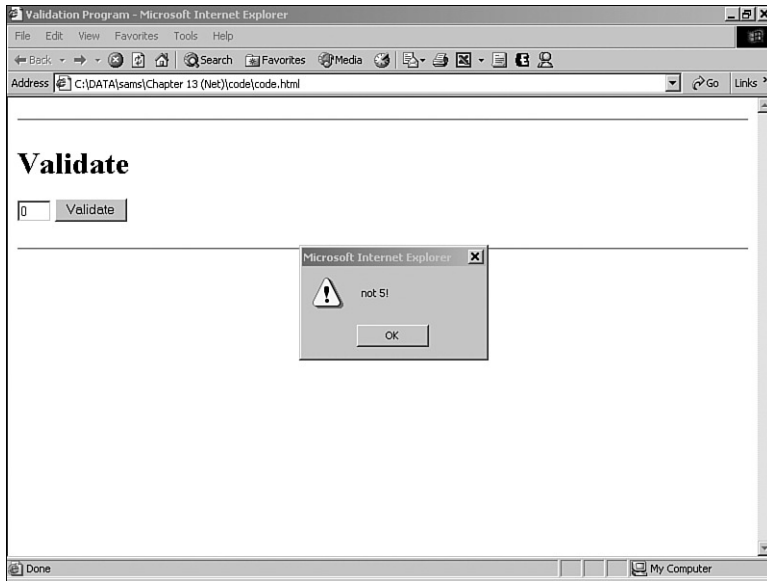 Validation Program - Microsoft Internet Explorer
File Edit View Favorites Tools Help
Back Search Favorites Media
Address C:\DATA\sams\Chapter 13 (Net)\code\code.html Go Links »
Validate
0 Validate
Microsoft Internet Explorer
not 5!
OK
Done My Computer